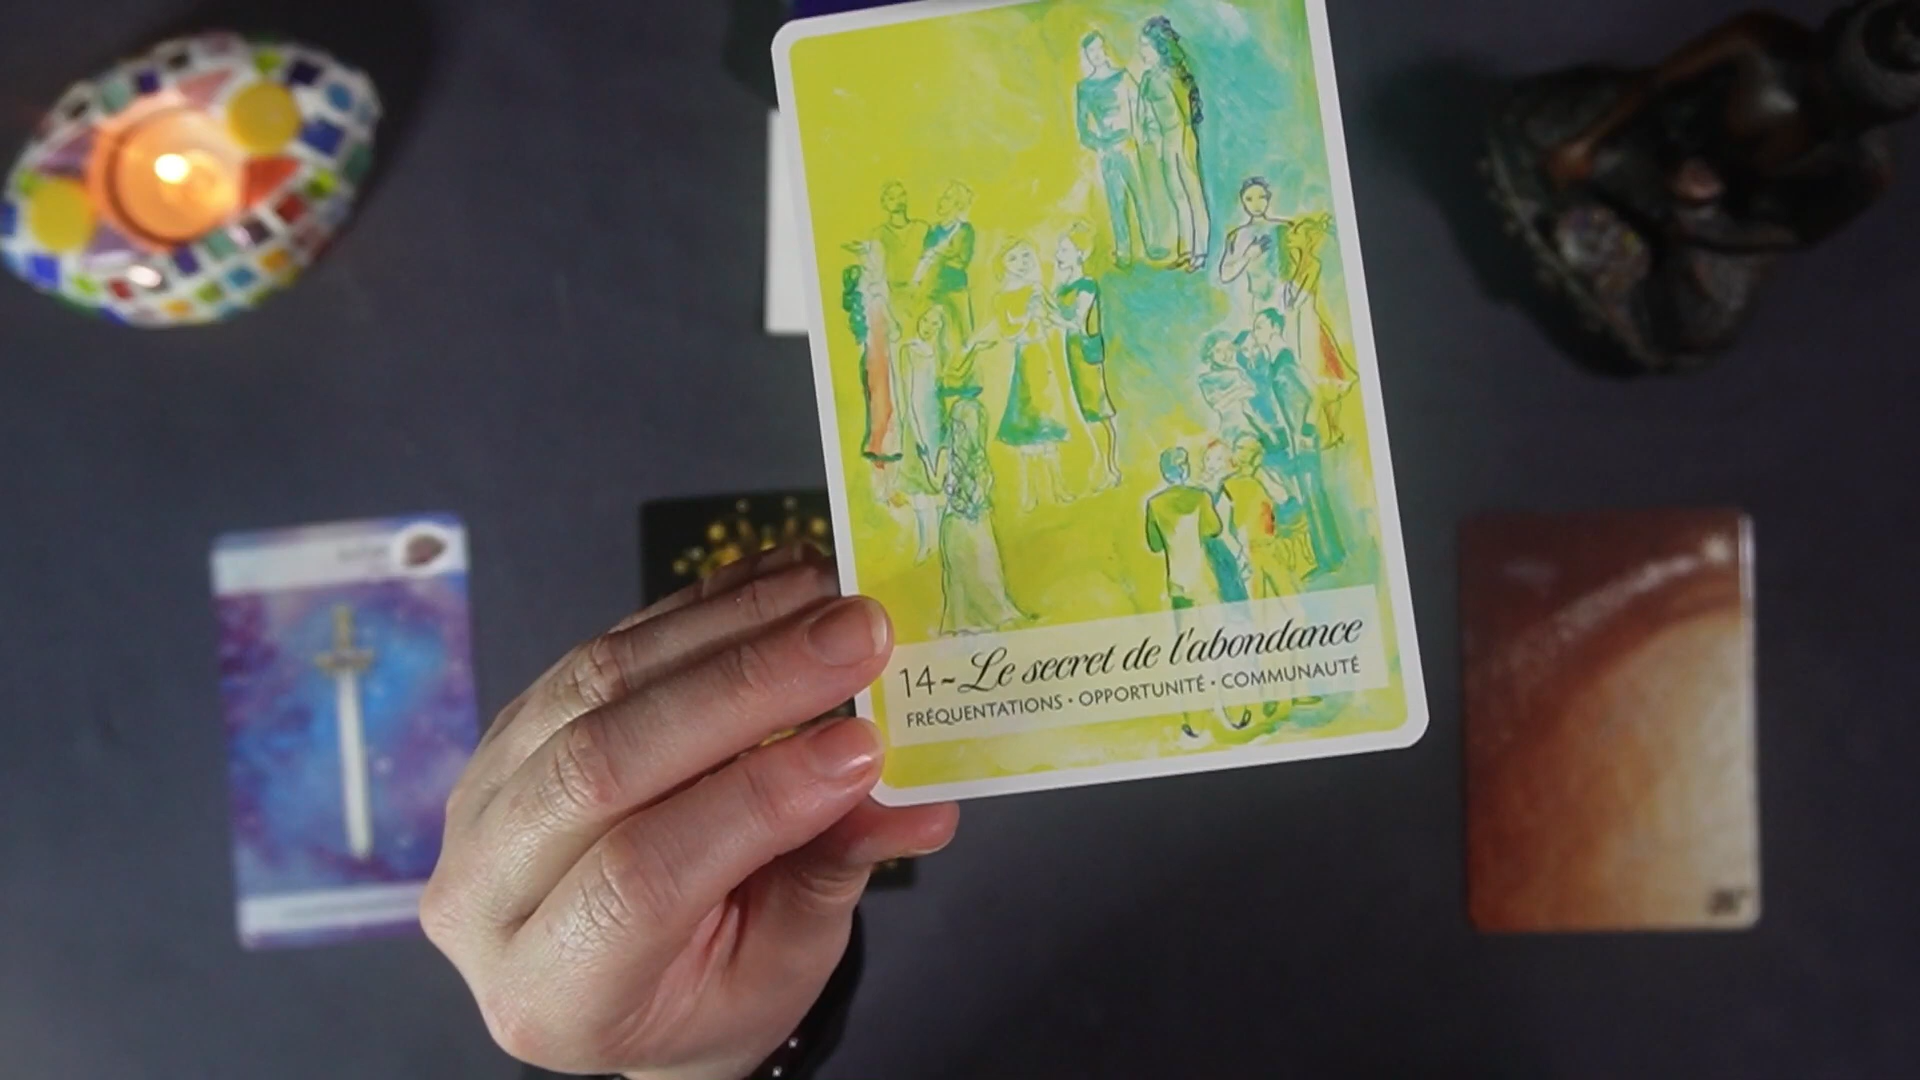 14~Le secret de l'abondance
FRÉQUENTATIONS • OPPORTUNITÉ • COMMUNAUTÉ